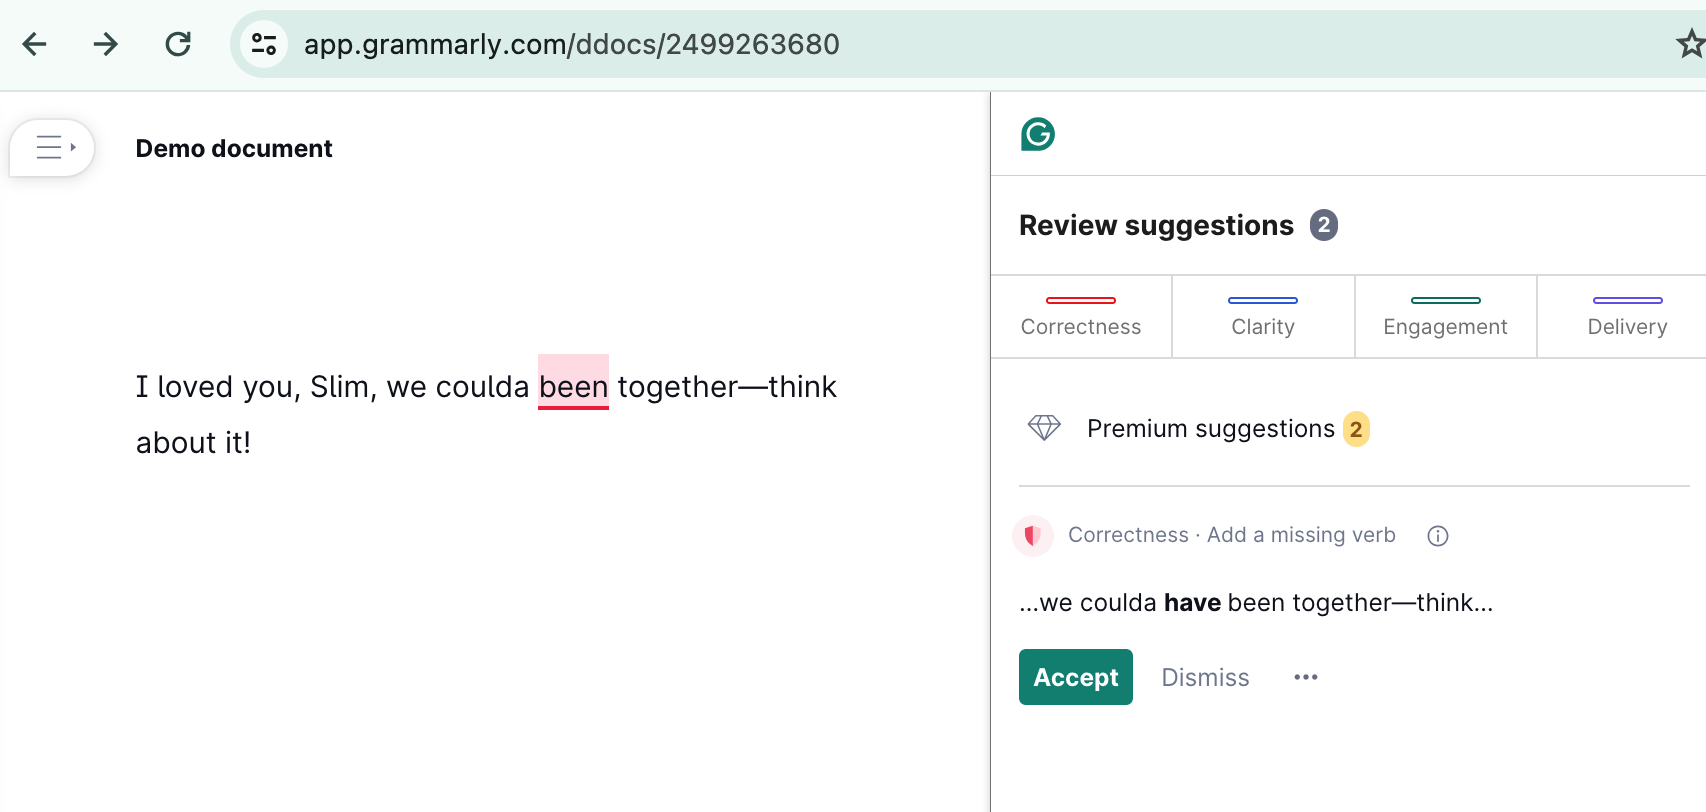 app.grammarly.com/ddocs/2499263680
Demo document
I loved you, Slim, we coulda been together—think
about it!
Review suggestions 2
Correctness
Clarity
Engagement
Delivery
Premium suggestions 2
Correctness · Add a missing verb
...we coulda have been together—think...
Accept Dismiss